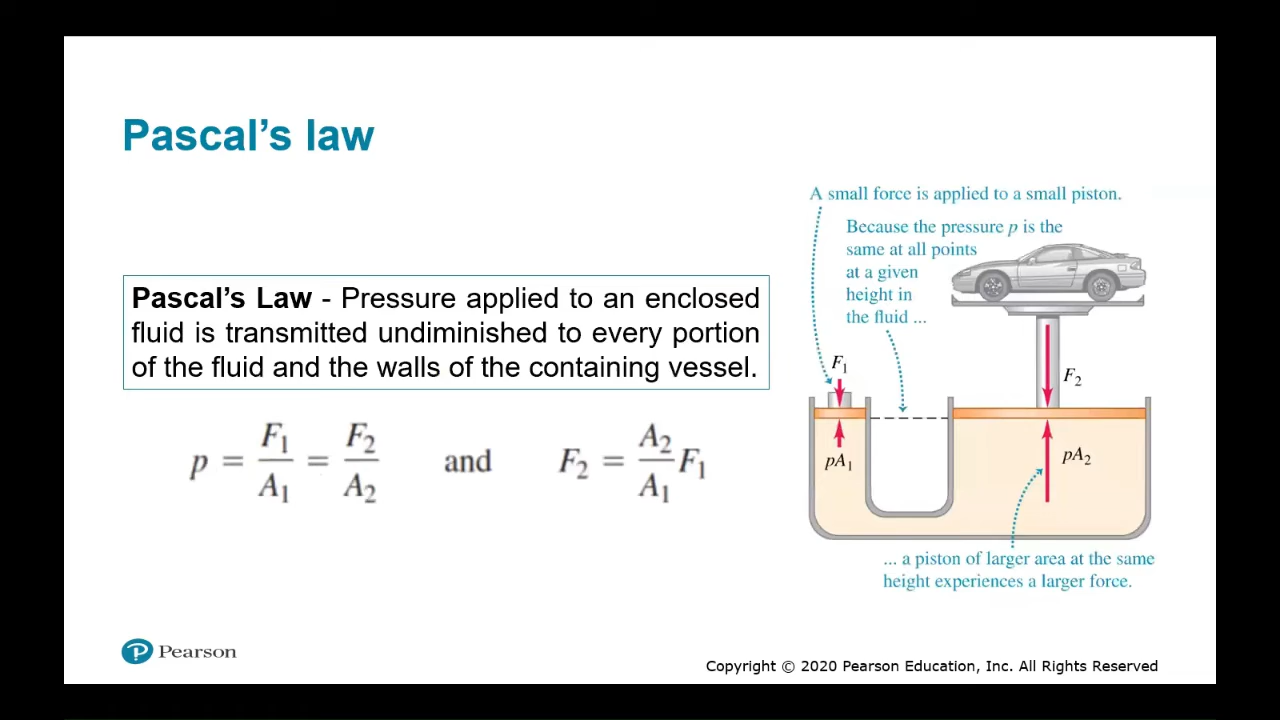 Pascal's law
A small force is applied to a small piston.
Because the pressure p is the
same at all points
at a given
height in
the fluid ...
Pascal's Law - Pressure applied to an enclosed
fluid is transmitted undiminished to every portion
of the fluid and the walls of the containing vessel.
p = F₁/A₁ = F₂/A₂ and F₂ = A₂/A₁ F₁
F₁
F₂
pA₁
pA₂
... a piston of larger area at the same
height experiences a larger force.
P Pearson
Copyright © 2020 Pearson Education, Inc. All Rights Reserved